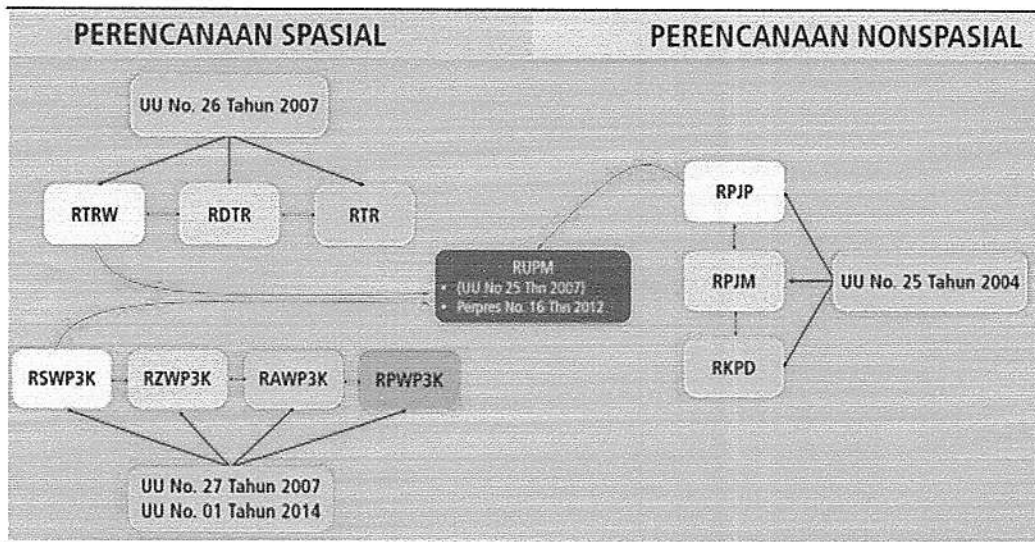 PERENCANAAN SPASIAL
PERENCANAAN NONSPASIAL
UU No. 26 Tahun 2007
RTRW
RDTR
RTR
RUPM
• (UU No 25 Thn 2007)
• Perpres No. 16 Thn 2012
RPJP
RPJM
RKPD
UU No. 25 Tahun 2004
RSWP3K
RZWP3K
RAWP3K
RPWP3K
UU No. 27 Tahun 2007
UU No. 01 Tahun 2014